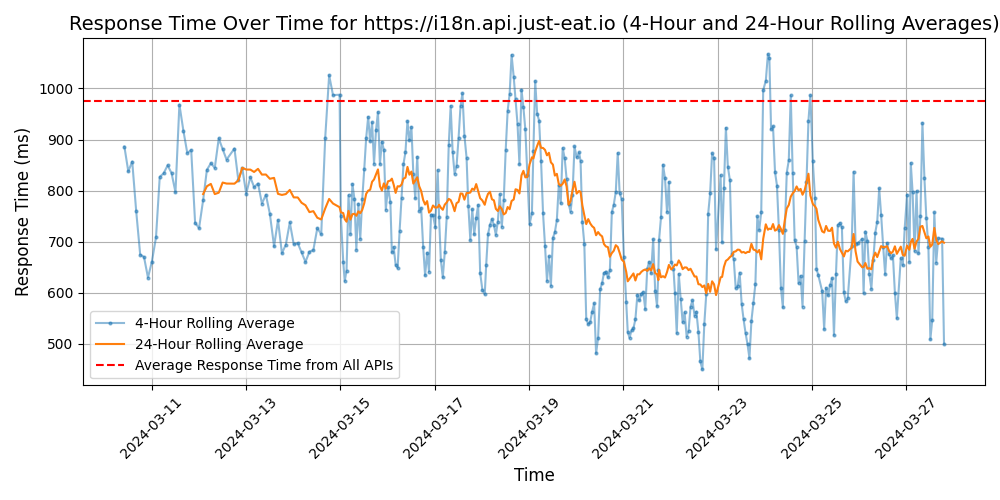 Response Time Over Time for https://i18n.api.just-eat.io (4-Hour and 24-Hour Rolling Averages)
Response Time (ms)
1000
900
800
700
600
500
4-Hour Rolling Average
24-Hour Rolling Average
Average Response Time from All APIs
2024-03-11
2024-03-13
2024-03-15
2024-03-17
2024-03-19
2024-03-21
2024-03-23
2024-03-25
2024-03-27
Time